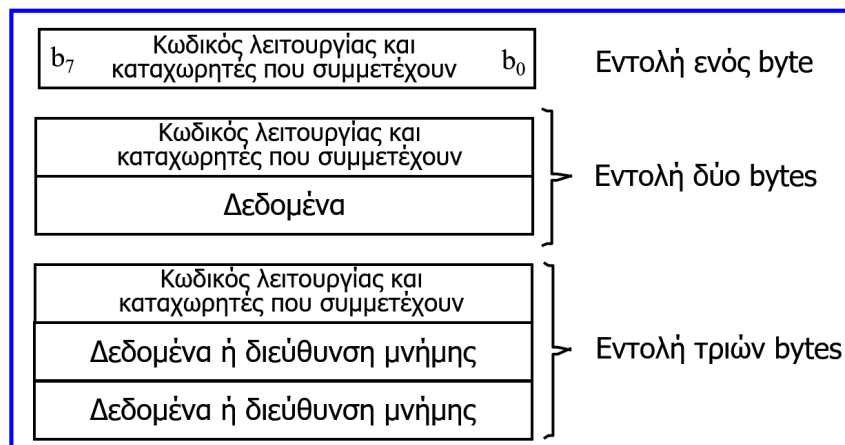 b7 Κωδικός λειτουργίας και
καταχωρητές που συμμετέχουν b0
Εντολή ενός byte
Κωδικός λειτουργίας και
καταχωρητές που συμμετέχουν
Δεδομένα
Εντολή δύο bytes
Κωδικός λειτουργίας και
καταχωρητές που συμμετέχουν
Δεδομένα ή διεύθυνση μνήμης
Δεδομένα ή διεύθυνση μνήμης
Εντολή τριών bytes